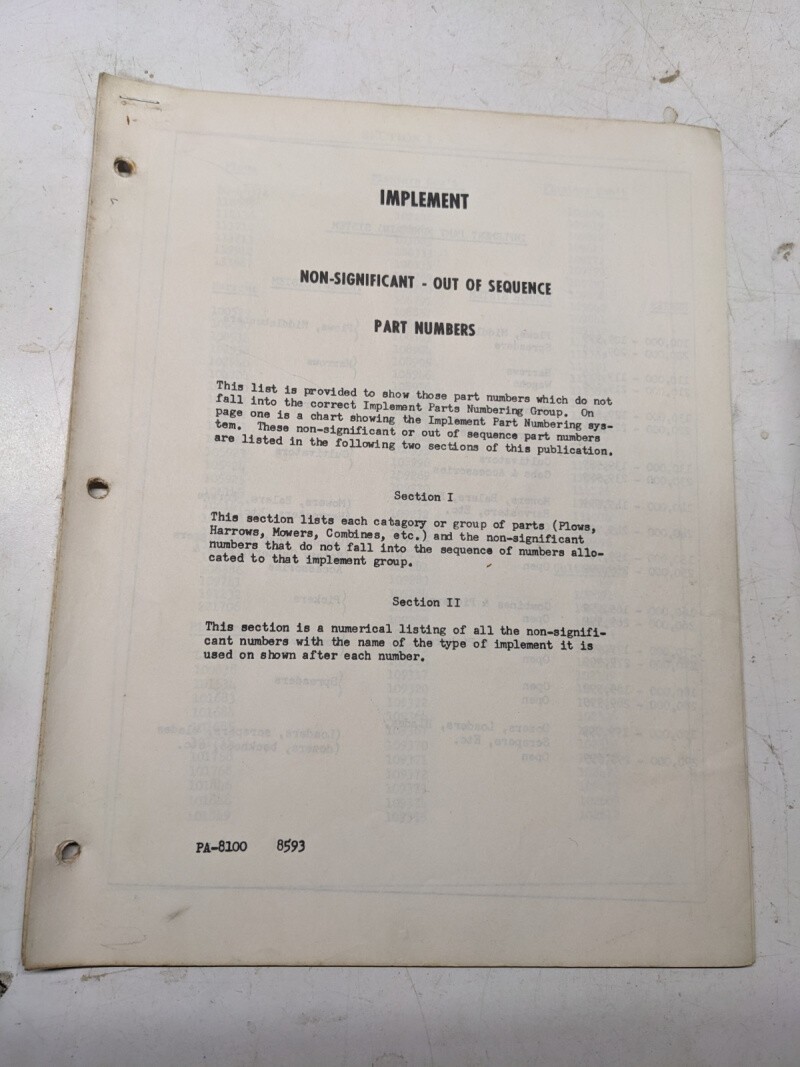 IMPLEMENT
NON-SIGNIFICANT - OUT OF SEQUENCE
PART NUMBERS
This list is provided to show those part numbers which do not
fall into the correct Implement Parts Numbering Group. On
page one is a chart showing the Implement Part Numbering sys-
tem. These non-significant or out of sequence part numbers
are listed in the following two sections of this publication.
Section I
This section lists each catagory or group of parts (Plows,
Harrows, Mowers, Combines, etc.) and the non-significant
numbers that do not fall into the sequence of numbers allo-
cated to that implement group.
Section II
This section is a numerical listing of all the non-signifi-
cant numbers with the name of the type of implement it is
used on shown after each number.
PA-8100 8593